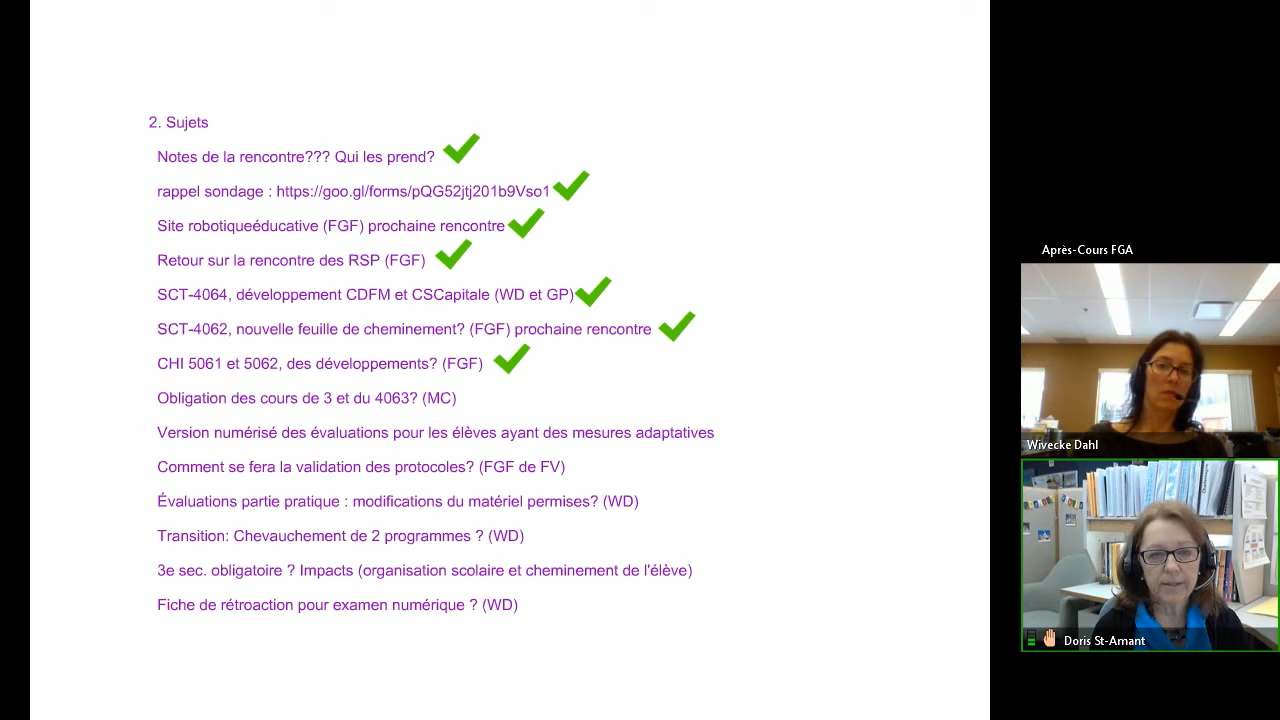 2. Sujets
Notes de la rencontre??? Qui les prend?
rappel sondage : https://goo.gl/forms/pQG52jtj201b9Vso1
Site robotiqueéducative (FGF) prochaine rencontre
Retour sur la rencontre des RSP (FGF)
SCT-4064, développement CDFM et CSCapitale (WD et GP)
SCT-4062, nouvelle feuille de cheminement? (FGF) prochaine rencontre
CHI 5061 et 5062, des développements? (FGF)
Obligation des cours de 3 et du 4063? (MC)
Version numérisé des évaluations pour les élèves ayant des mesures adaptatives
Comment se fera la validation des protocoles? (FGF de FV)
Évaluations partie pratique : modifications du matériel permises? (WD)
Transition: Chevauchement de 2 programmes ? (WD)
3e sec. obligatoire ? Impacts (organisation scolaire et cheminement de l'élève)
Fiche de rétroaction pour examen numérique ? (WD)
Après-Cours FGA
Wivecke Dahl
Doris St-Amant